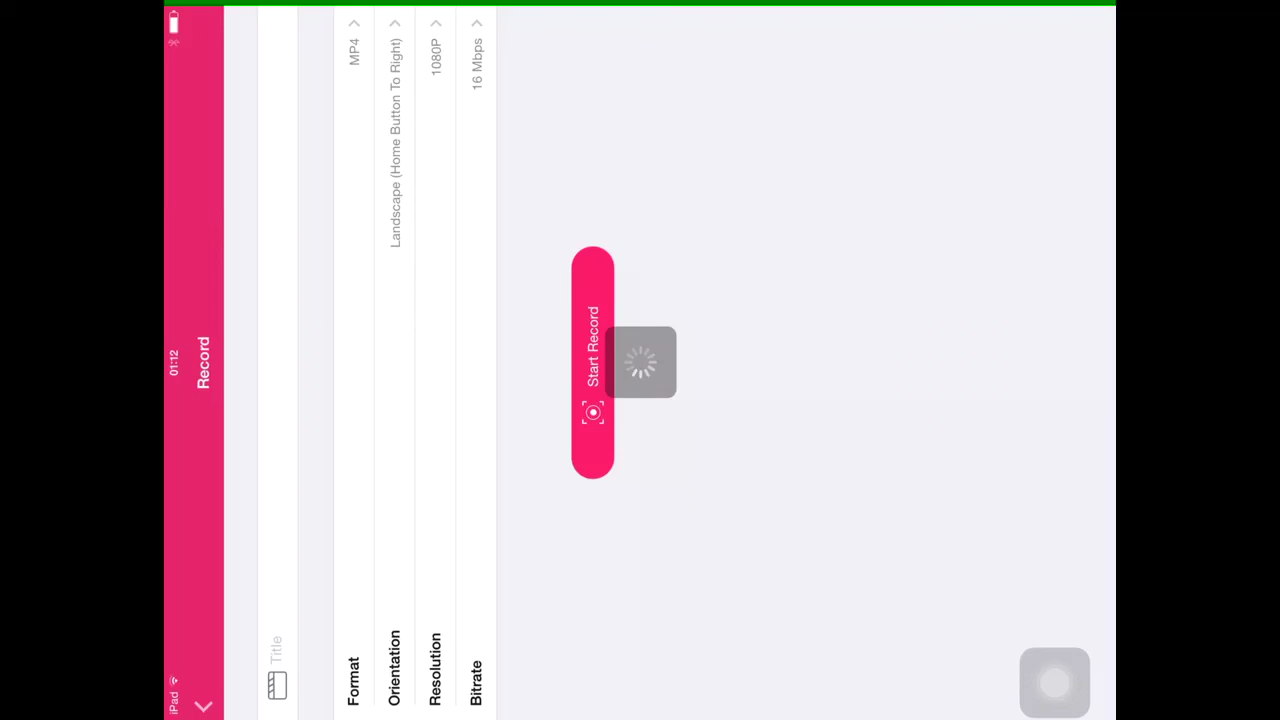 iPad 01:12
Record
Title
Format MP4
Orientation Landscape (Home Button To Right)
Resolution 1080P
Bitrate 16 Mbps
Start Record